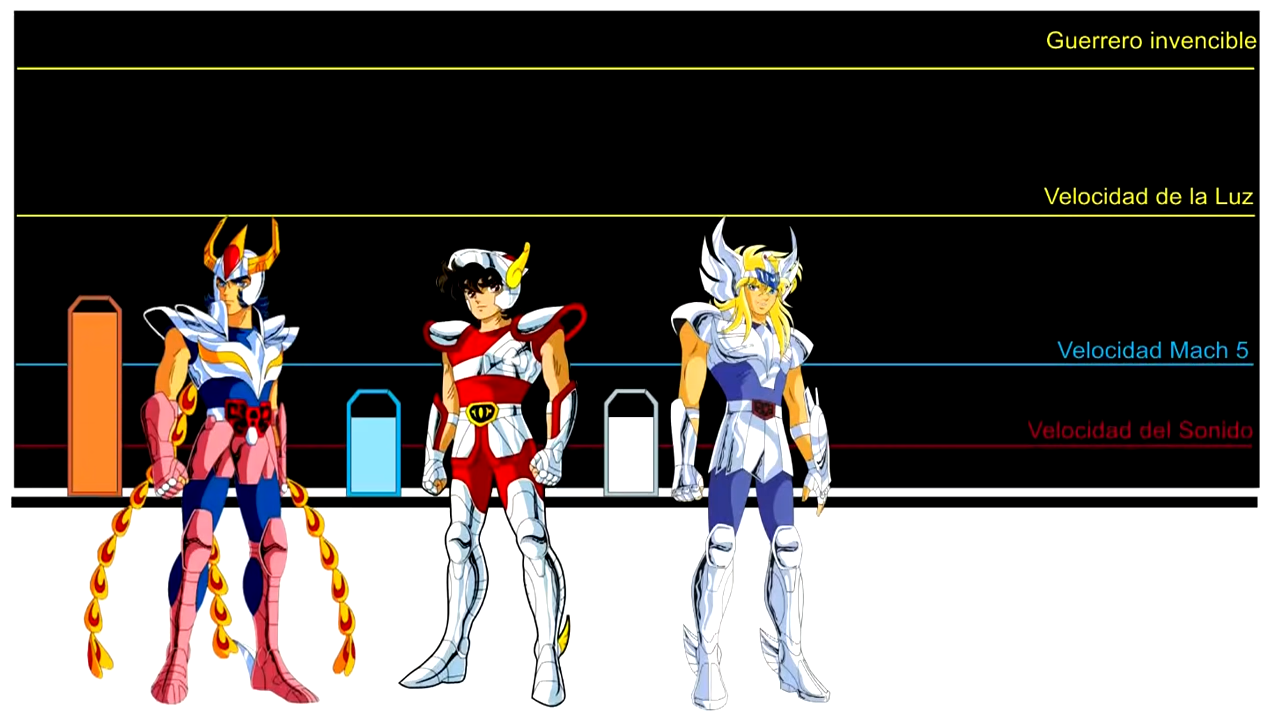 Guerrero invencible
Velocidad de la Luz
Velocidad Mach 5
Velocidad del Sonido